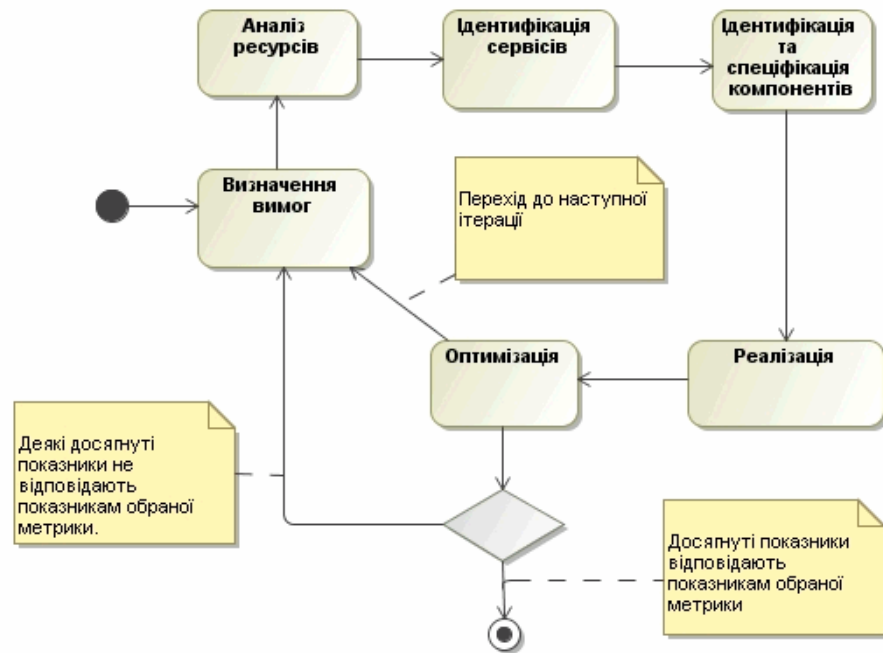 Аналіз
ресурсів
Ідентифікація
сервісів
Ідентифікація
та
спеціфікація
компонентів
Визначення
вимог
Перехід до наступної
ітерації
Оптимізація
Реалізація
Деякі досягнуті
показники не
відповідають
показникам обраної
метрики.
Досягнуті показники
відповідають
показникам обраної
метрики